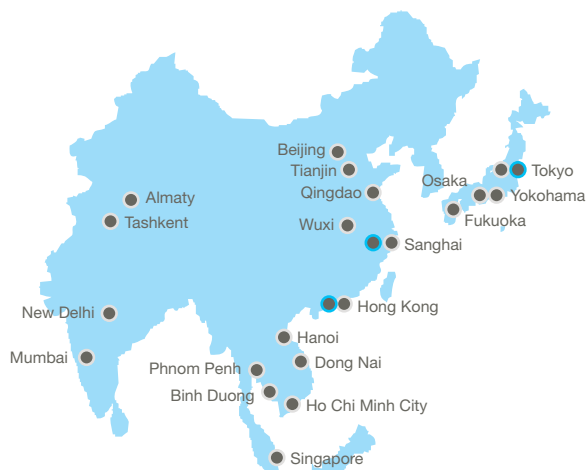 Beijing
Tianjin
Tokyo
Osaka
Qingdao
Almaty
Yokohama
Fukuoka
Tashkent
Wuxi
Sanghai
Hong Kong
New Delhi
Hanoi
Mumbai
Dong Nai
Phnom Penh
Binh Duong
Ho Chi Minh City
Singapore